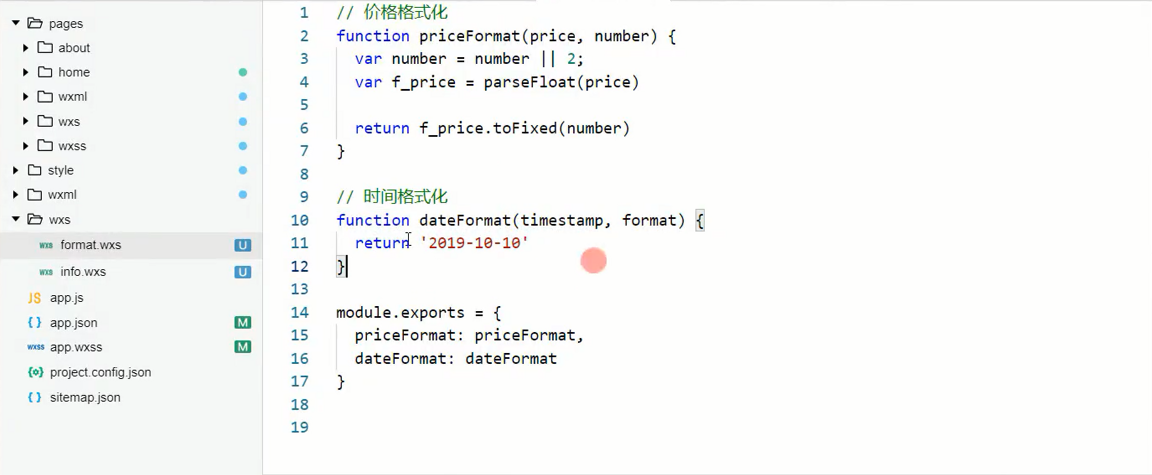 pages
about
home
wxml
wxs
wxss
style
wxml
wxs
WXS format.wxs U
WXS info.wxs U
JS app.js
{ } app.json M
WXSS app.wxss M
{o} project.config.json
{ } sitemap.json
1 // 价格格式化
2 function priceFormat(price, number) {
3 var number = number || 2;
4 var f_price = parseFloat(price)
5
6 return f_price.toFixed(number)
7 }
8
9 // 时间格式化
10 function dateFormat(timestamp, format) {
11 return '2019-10-10'
12 }
13
14 module.exports = {
15 priceFormat: priceFormat,
16 dateFormat: dateFormat
17 }
18
19